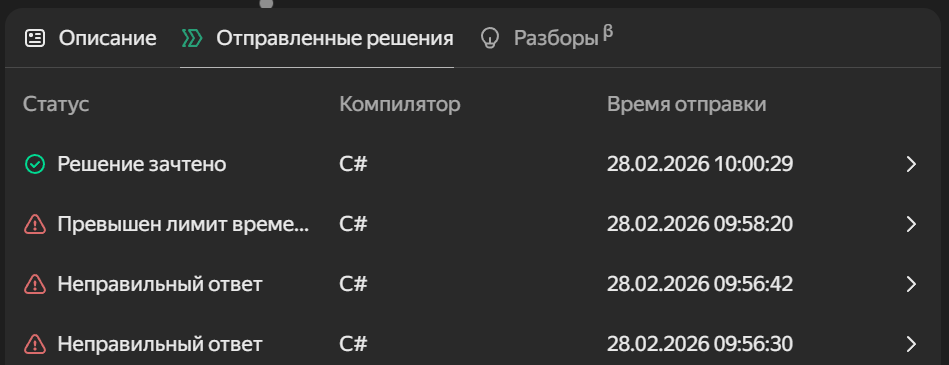 Описание Отправленные решения Разборы β
Статус Компилятор Время отправки
Решение зачтено C# 28.02.2026 10:00:29
Превышен лимит време... C# 28.02.2026 09:58:20
Неправильный ответ C# 28.02.2026 09:56:42
Неправильный ответ C# 28.02.2026 09:56:30